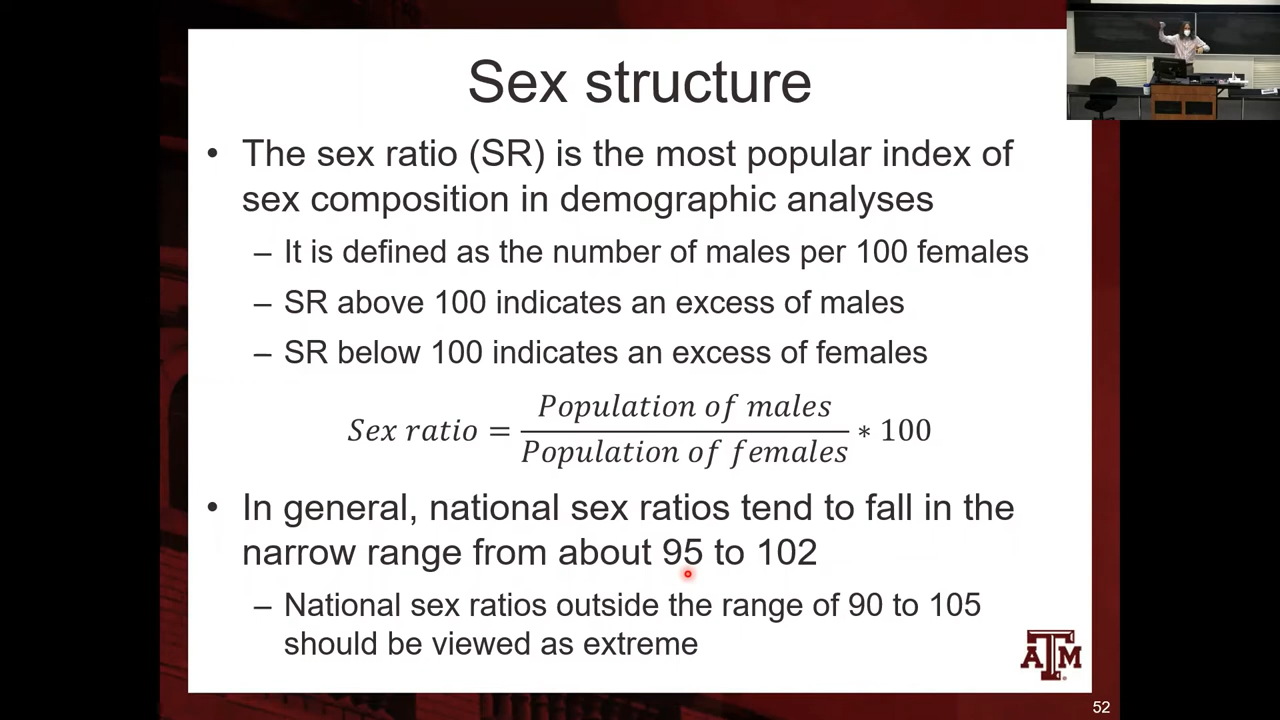 Sex structure
• The sex ratio (SR) is the most popular index of
sex composition in demographic analyses
– It is defined as the number of males per 100 females
– SR above 100 indicates an excess of males
– SR below 100 indicates an excess of females
Sex ratio = Population of males / Population of females * 100
• In general, national sex ratios tend to fall in the
narrow range from about 95 to 102
– National sex ratios outside the range of 90 to 105
should be viewed as extreme
ATM
52